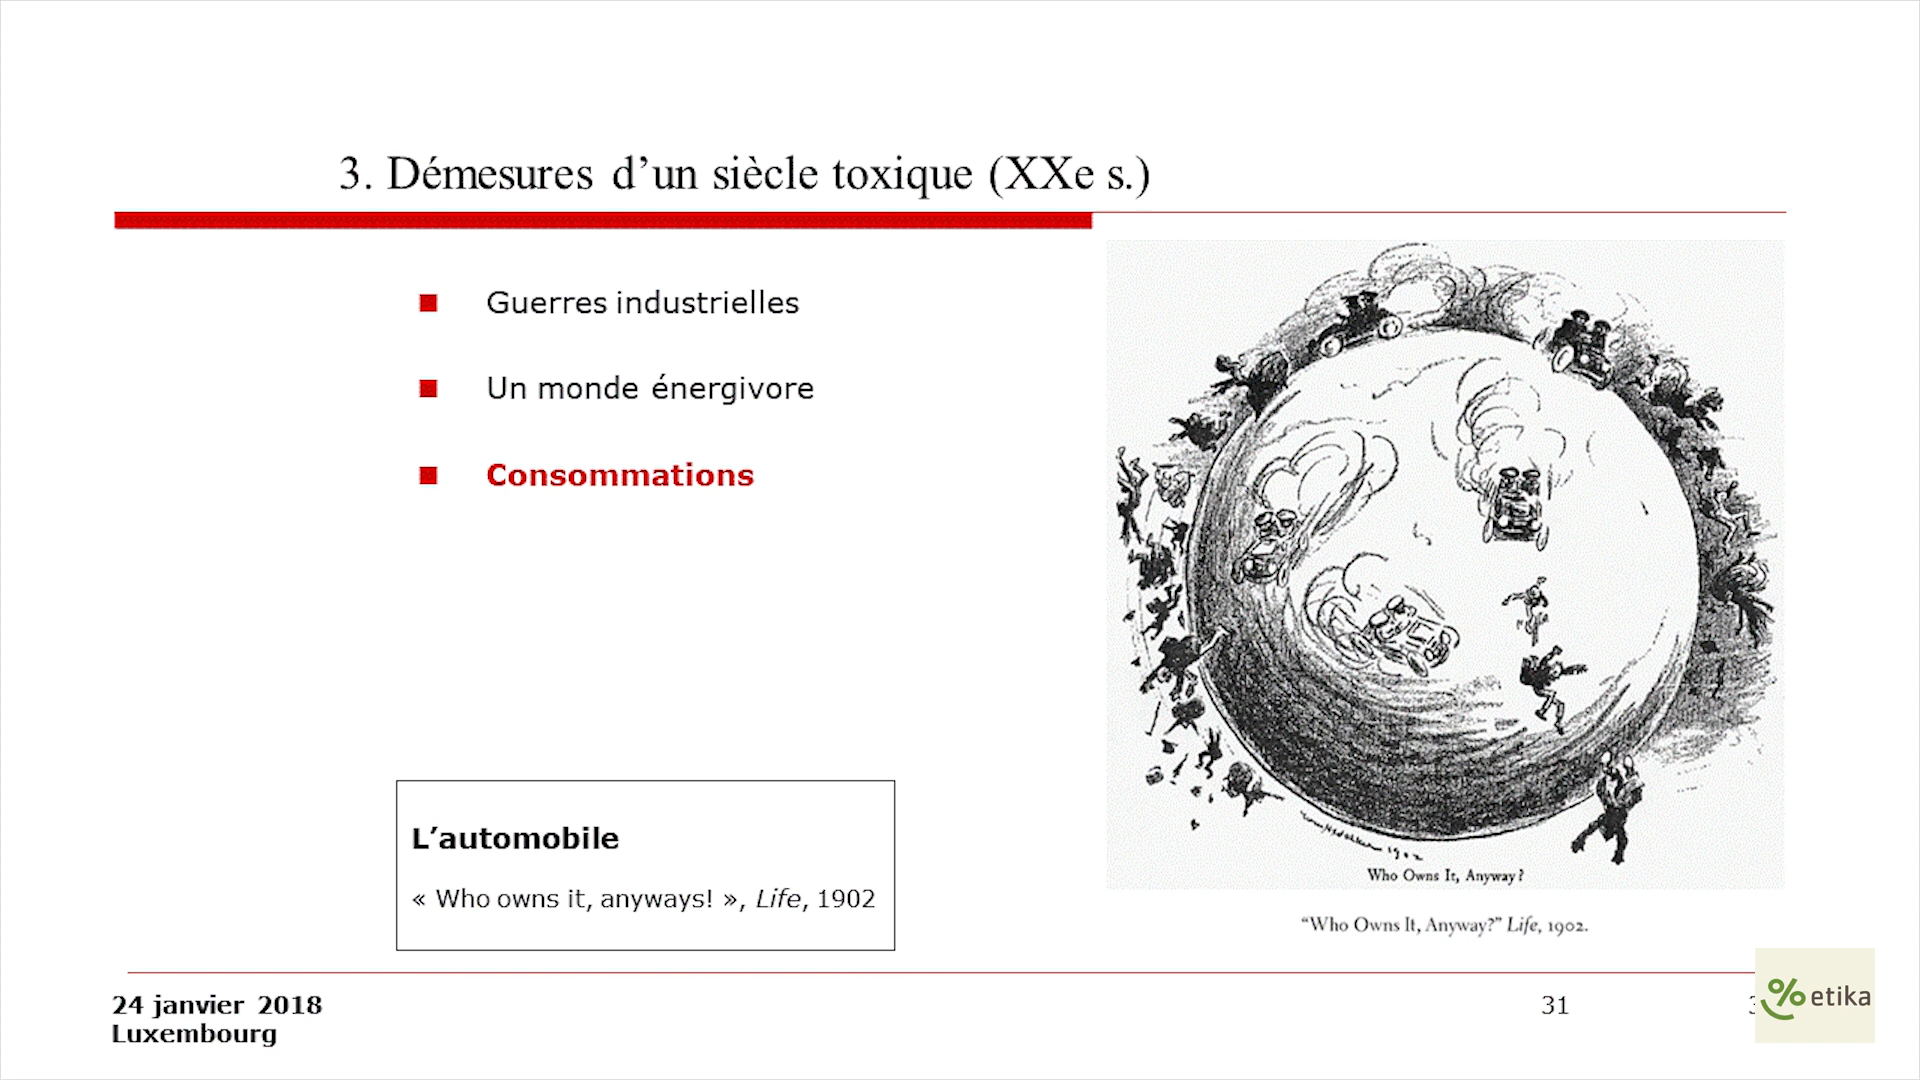 3. Démesures d’un siècle toxique (XXe s.)
Guerres industrielles
Un monde énergivore
Consommations
L’automobile
« Who owns it, anyways! », Life, 1902
1902
Who Owns It, Anyway?
“Who Owns It, Anyway?” Life, 1902.
24 janvier 2018
Luxembourg
31
% etika